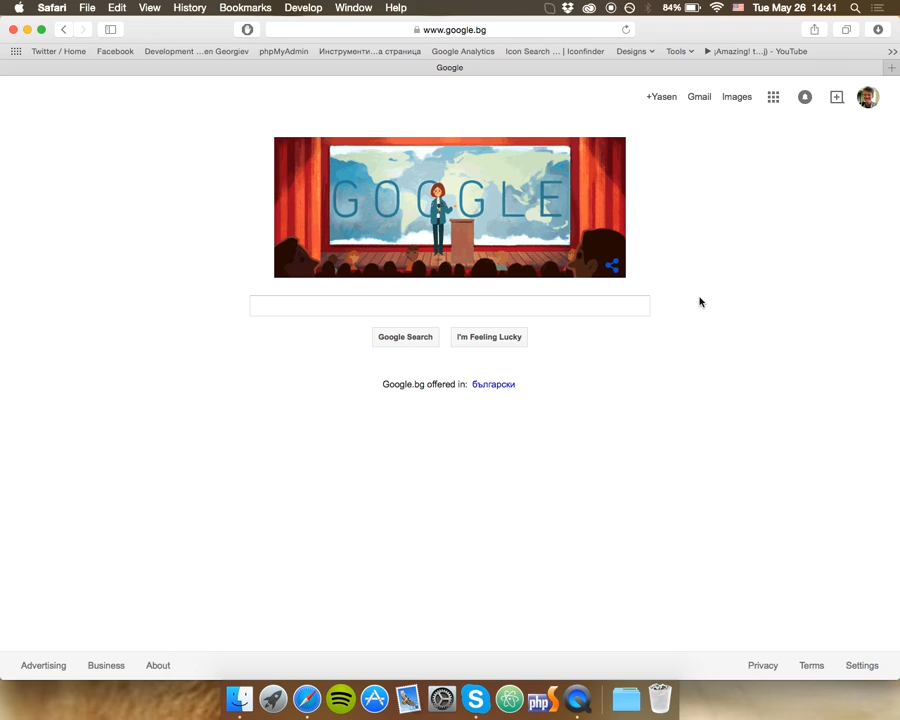 Safari File Edit View History Bookmarks Develop Window Help 84% Tue May 26 14:41
www.google.bg
Twitter / Home Facebook Development ...en Georgiev phpMyAdmin Инструменти...а страница Google Analytics Icon Search ... | Iconfinder Designs Tools ▶ ¡Amazing! t...j) - YouTube >>
Google
+Yasen Gmail Images
GOOGLE
Google Search I'm Feeling Lucky
Google.bg offered in: български
Advertising Business About Privacy Terms Settings
php